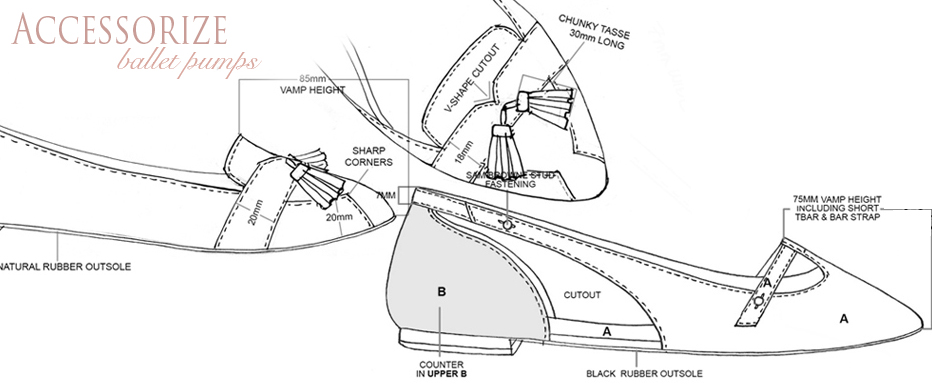 ACCESSORIZE
ballet pumps
CHUNKY TASSE
30mm LONG
V-SHAPE CUTOUT
85mm
VAMP HEIGHT
18mm
SHARP
CORNERS
SAM BROWNE STUD
FASTENING
7MM
20mm
20mm
75MM VAMP HEIGHT
INCLUDING SHORT
TBAR & BAR STRAP
NATURAL RUBBER OUTSOLE
B
CUTOUT
A
A
A
COUNTER
IN UPPER B
BLACK RUBBER OUTSOLE